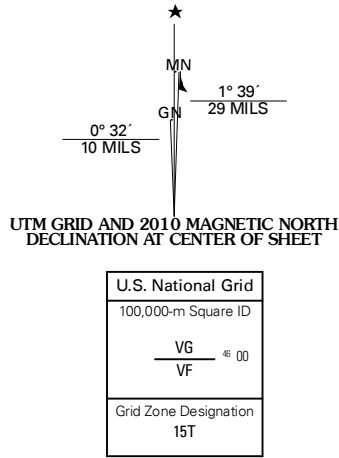 MN
1° 39´
29 MILS
GN
0° 32´
10 MILS
UTM GRID AND 2010 MAGNETIC NORTH
DECLINATION AT CENTER OF SHEET
U.S. National Grid
100,000-m Square ID
VG
46 00
VF
Grid Zone Designation
15T